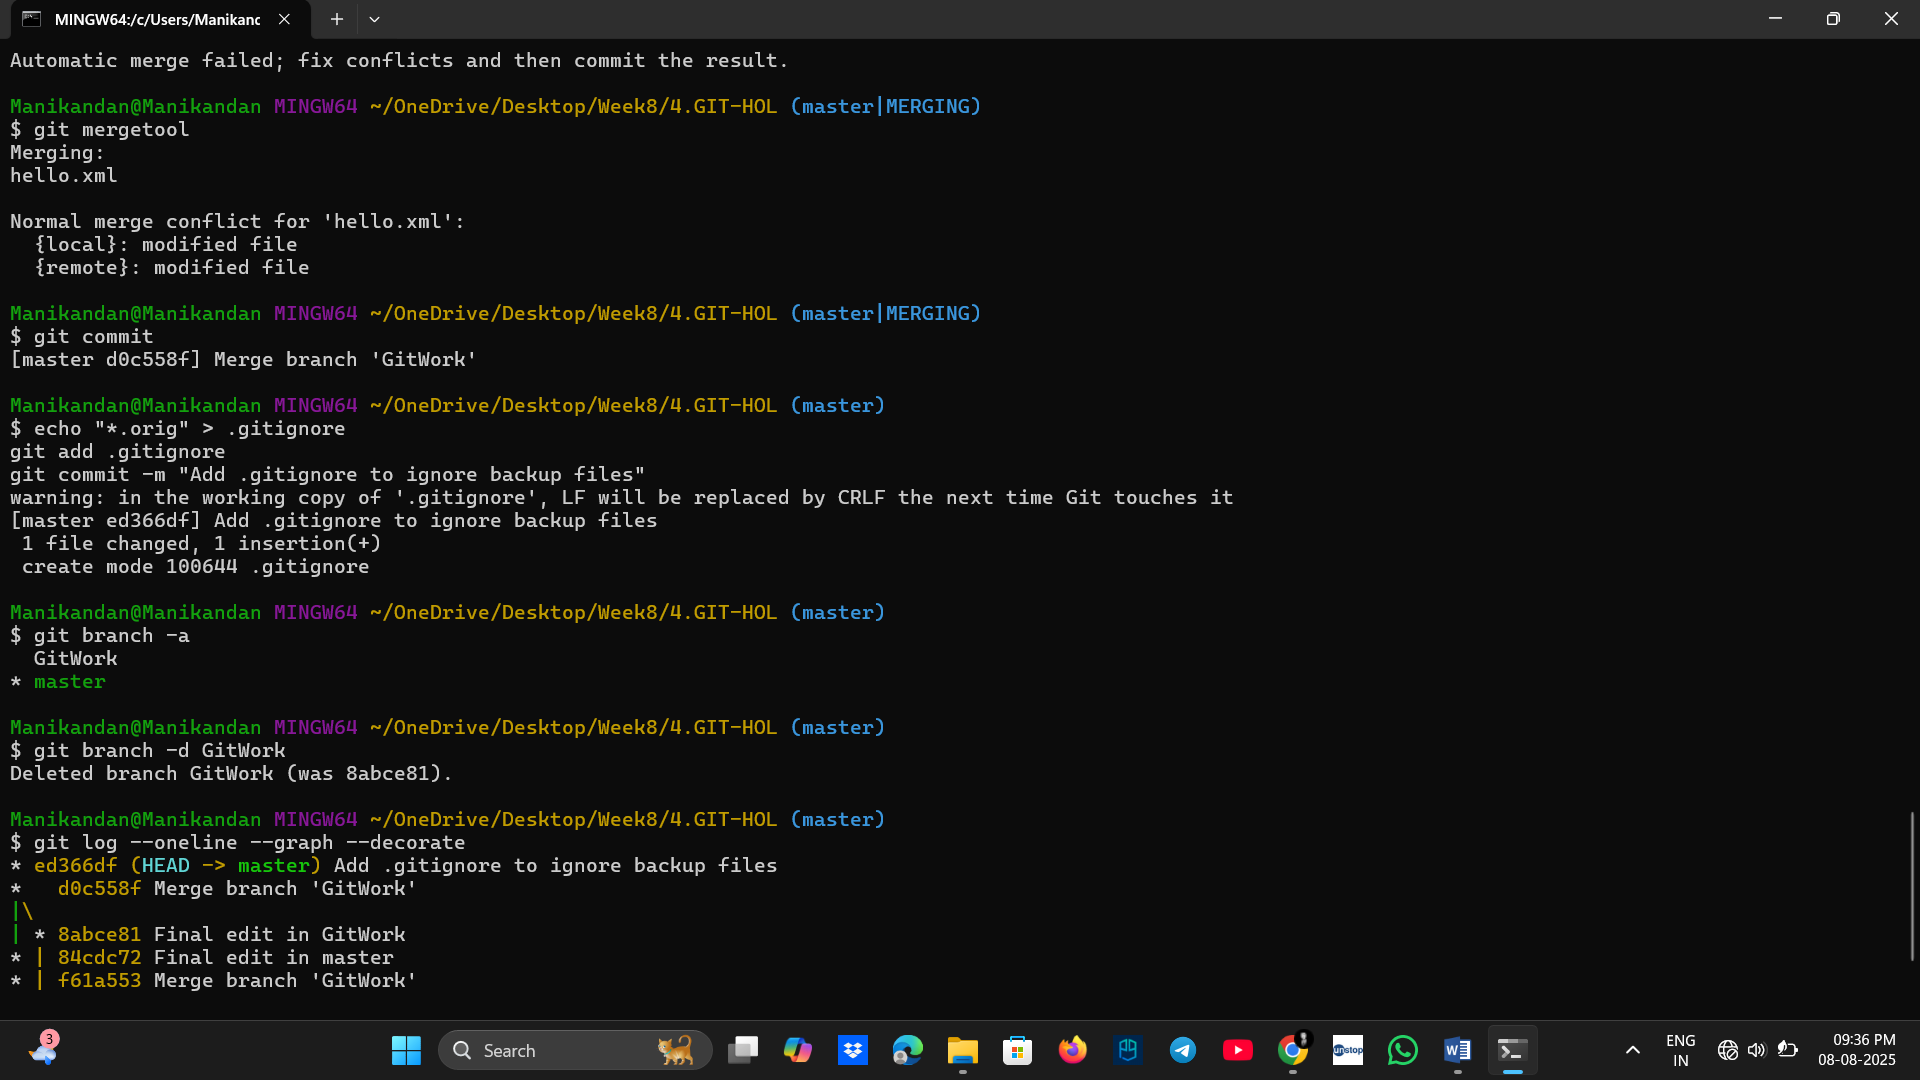 MINGW64:/c/Users/Manikanc
Automatic merge failed; fix conflicts and then commit the result.
Manikandan@Manikandan MINGW64 ~/OneDrive/Desktop/Week8/4.GIT-HOL (master|MERGING)
$ git mergetool
Merging:
hello.xml
Normal merge conflict for 'hello.xml':
  {local}: modified file
  {remote}: modified file
Manikandan@Manikandan MINGW64 ~/OneDrive/Desktop/Week8/4.GIT-HOL (master|MERGING)
$ git commit
[master d0c558f] Merge branch 'GitWork'
Manikandan@Manikandan MINGW64 ~/OneDrive/Desktop/Week8/4.GIT-HOL (master)
$ echo "*.orig" > .gitignore
git add .gitignore
git commit -m "Add .gitignore to ignore backup files"
warning: in the working copy of '.gitignore', LF will be replaced by CRLF the next time Git touches it
[master ed366df] Add .gitignore to ignore backup files
 1 file changed, 1 insertion(+)
 create mode 100644 .gitignore
Manikandan@Manikandan MINGW64 ~/OneDrive/Desktop/Week8/4.GIT-HOL (master)
$ git branch -a
  GitWork
* master
Manikandan@Manikandan MINGW64 ~/OneDrive/Desktop/Week8/4.GIT-HOL (master)
$ git branch -d GitWork
Deleted branch GitWork (was 8abce81).
Manikandan@Manikandan MINGW64 ~/OneDrive/Desktop/Week8/4.GIT-HOL (master)
$ git log --oneline --graph --decorate
* ed366df (HEAD -> master) Add .gitignore to ignore backup files
*   d0c558f Merge branch 'GitWork'
|\
| * 8abce81 Final edit in GitWork
* | 84cdc72 Final edit in master
* | f61a553 Merge branch 'GitWork'
3
Search
unstop
W
ENG
IN
09:36 PM
08-08-2025